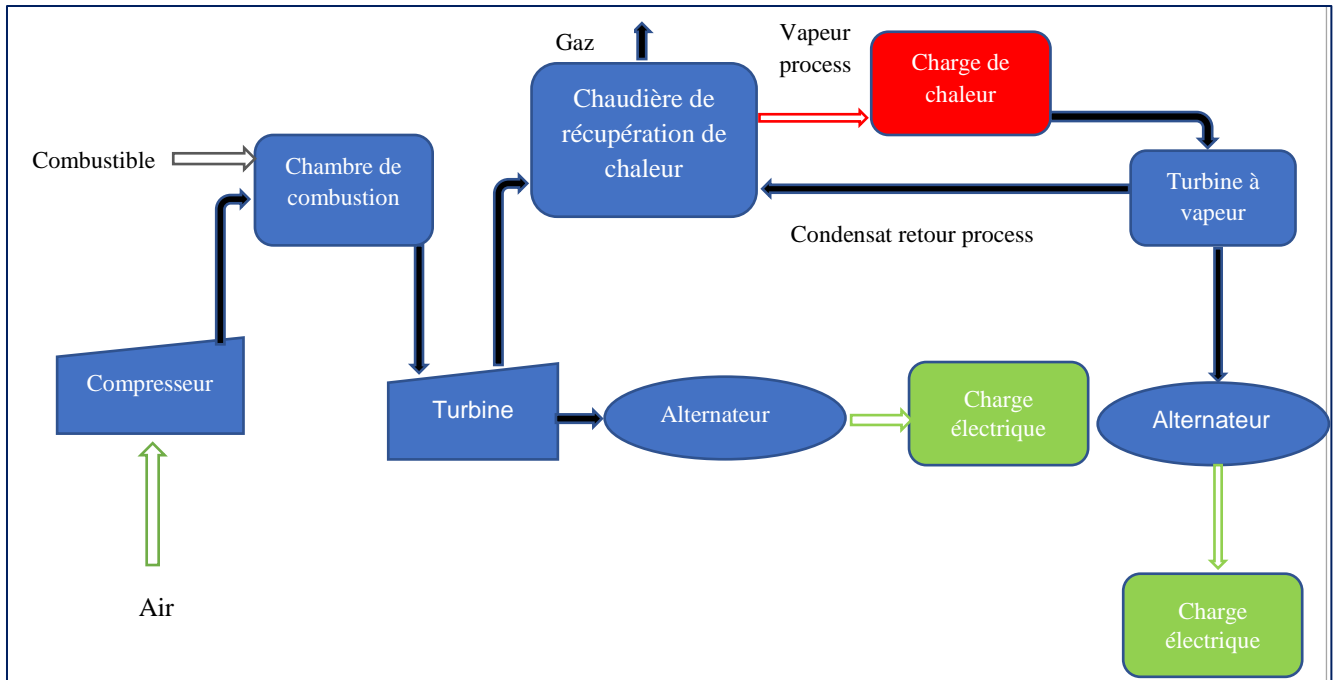 Gaz
Vapeur
process
Charge de
chaleur
Chaudière de
récupération de
chaleur
Combustible
Chambre de
combustion
Turbine à
vapeur
Condensat retour process
Compresseur
Turbine
Alternateur
Charge
électrique
Alternateur
Air
Charge
électrique